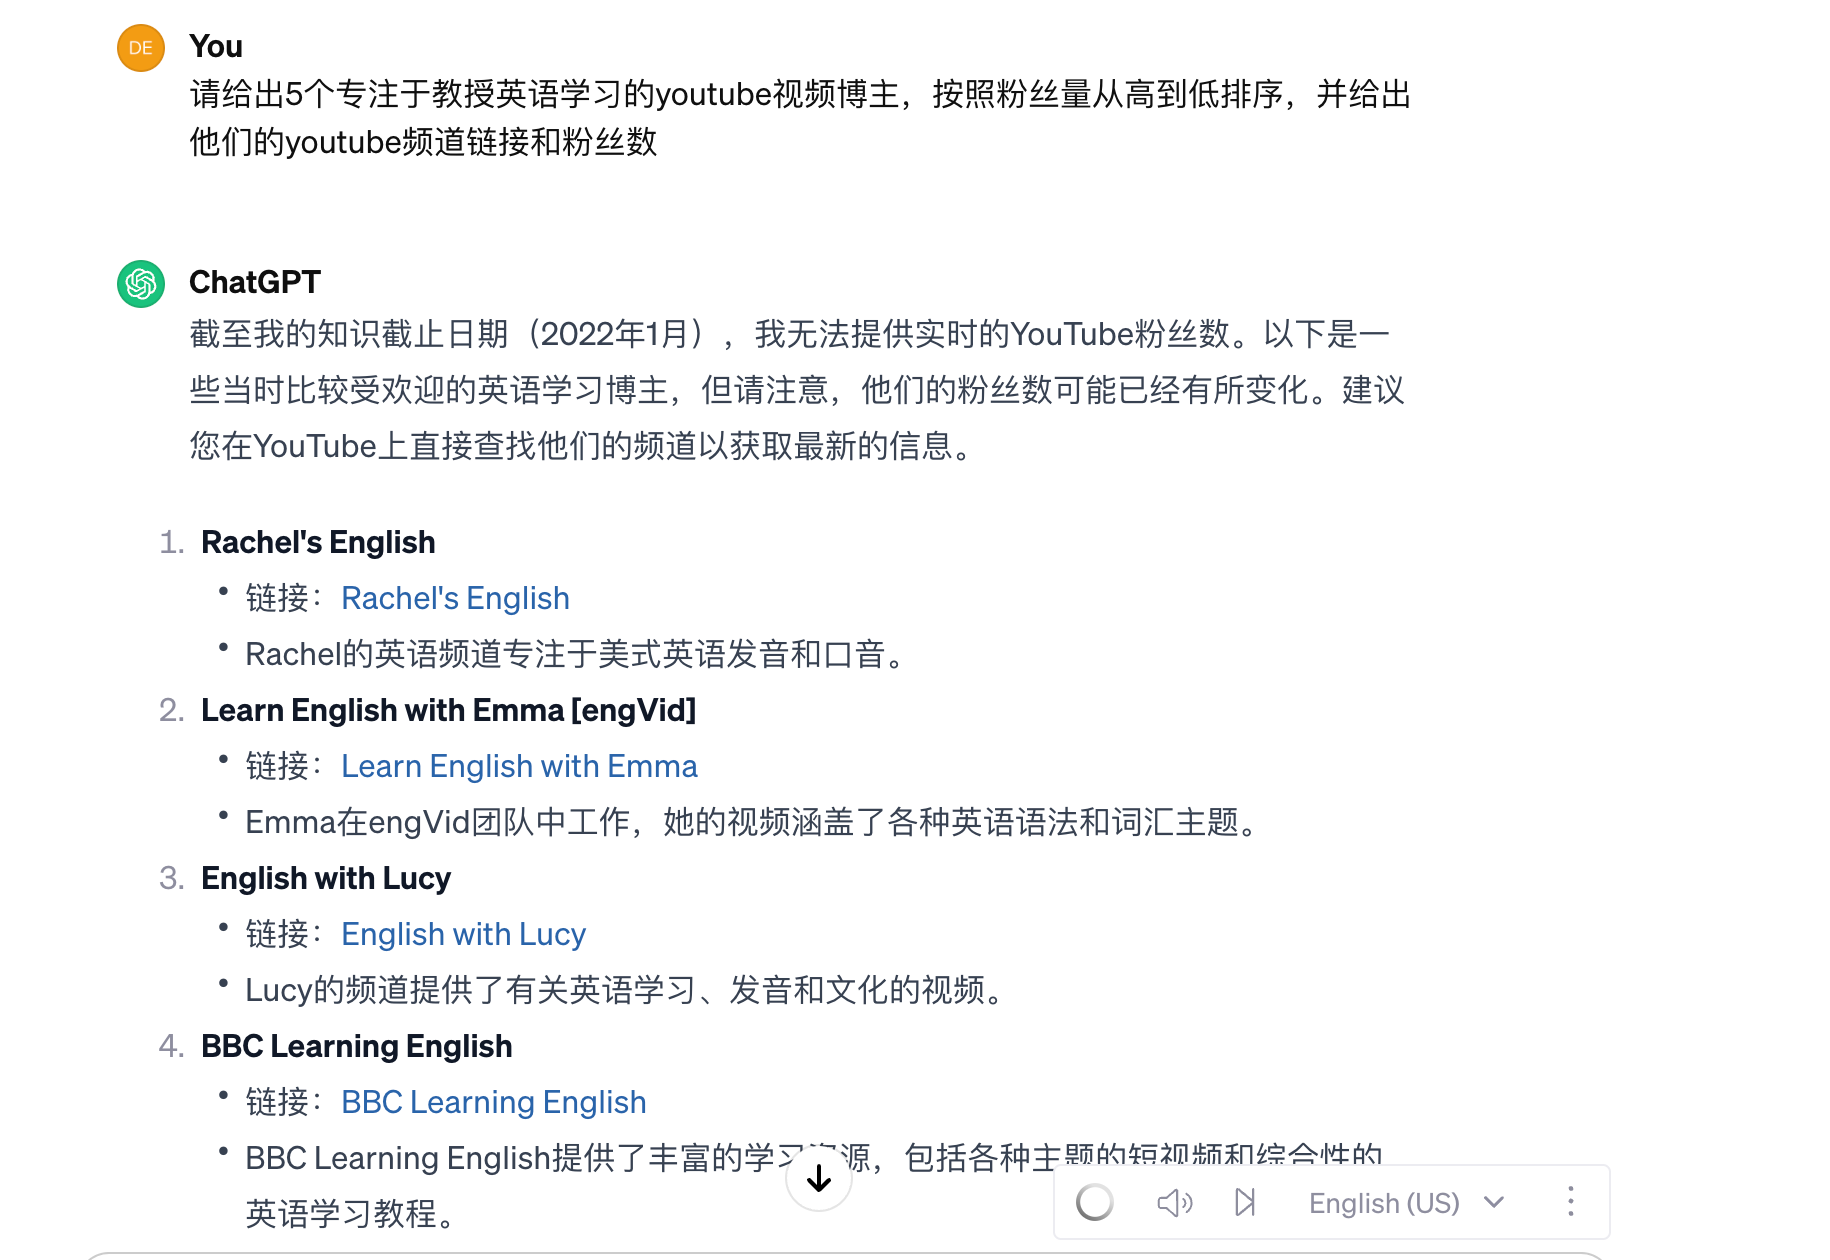 DE
You
请给出5个专注于教授英语学习的youtube视频博主，按照粉丝量从高到低排序，并给出
他们的youtube频道链接和粉丝数
ChatGPT
截至我的知识截止日期（2022年1月），我无法提供实时的YouTube粉丝数。以下是一
些当时比较受欢迎的英语学习博主，但请注意，他们的粉丝数可能已经有所变化。建议
您在YouTube上直接查找他们的频道以获取最新的信息。
1. Rachel's English
• 链接：Rachel's English
• Rachel的英语频道专注于美式英语发音和口音。
2. Learn English with Emma [engVid]
• 链接：Learn English with Emma
• Emma在engVid团队中工作，她的视频涵盖了各种英语语法和词汇主题。
3. English with Lucy
• 链接：English with Lucy
• Lucy的频道提供了有关英语学习、发音和文化的视频。
4. BBC Learning English
• 链接：BBC Learning English
• BBC Learning English提供了丰富的学习资源，包括各种主题的短视频和综合性的
英语学习教程。
English (US)